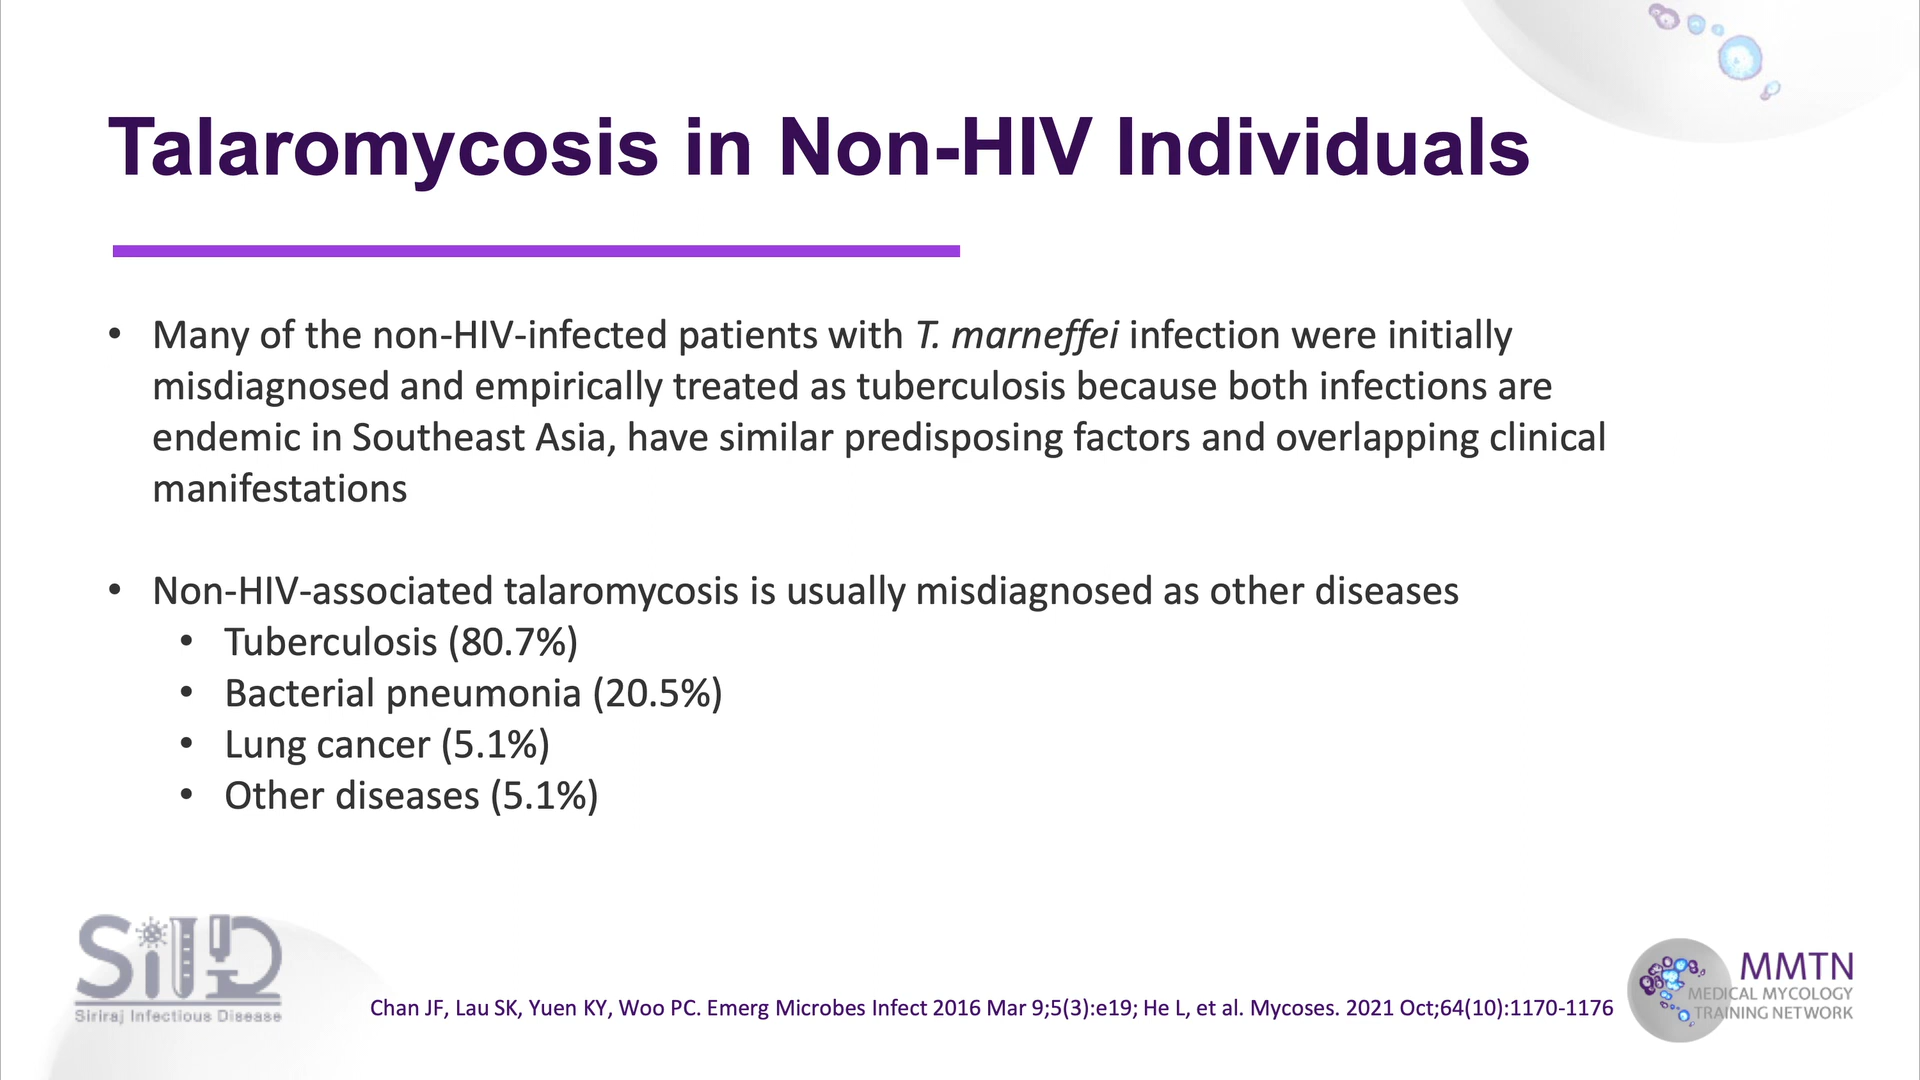 Talaromycosis in Non-HIV Individuals
• Many of the non-HIV-infected patients with T. marneffei infection were initially
misdiagnosed and empirically treated as tuberculosis because both infections are
endemic in Southeast Asia, have similar predisposing factors and overlapping clinical
manifestations
• Non-HIV-associated talaromycosis is usually misdiagnosed as other diseases
• Tuberculosis (80.7%)
• Bacterial pneumonia (20.5%)
• Lung cancer (5.1%)
• Other diseases (5.1%)
SiID
Siriraj Infectious Disease
Chan JF, Lau SK, Yuen KY, Woo PC. Emerg Microbes Infect 2016 Mar 9;5(3):e19; He L, et al. Mycoses. 2021 Oct;64(10):1170-1176
MMTN
MEDICAL MYCOLOGY
TRAINING NETWORK